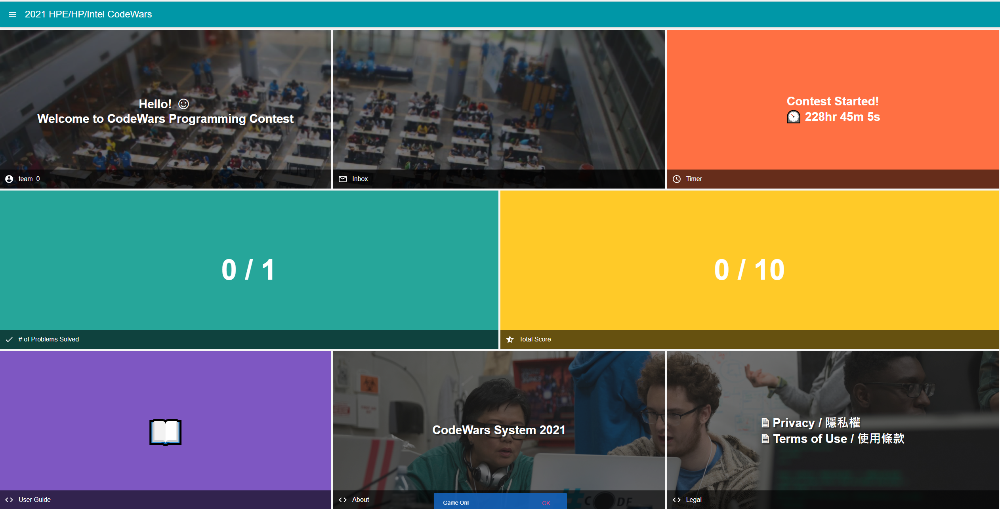 2021 HPE/HP/Intel CodeWars
Hello! ☺
Welcome to CodeWars Programming Contest
team_0
Inbox
Contest Started!
228hr 45m 5s
Timer
0 / 1
# of Problems Solved
0 / 10
Total Score
User Guide
CodeWars System 2021
About
Game On!
OK
Privacy / 隱私權
Terms of Use / 使用條款
Legal